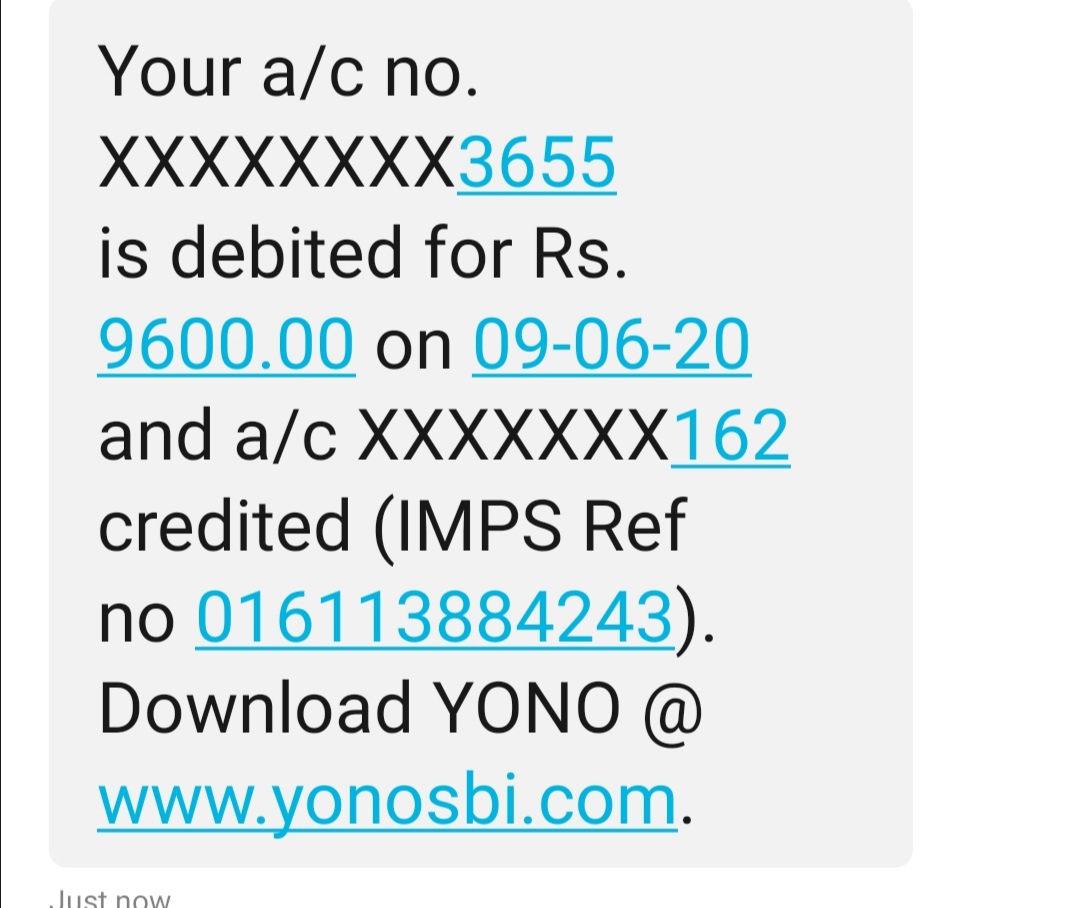 Your a/c no.
XXXXXXXX3655
is debited for Rs.
9600.00 on 09-06-20
and a/c XXXXXXX162
credited (IMPS Ref
no 016113884243).
Download YONO @
www.yonosbi.com.
Just now